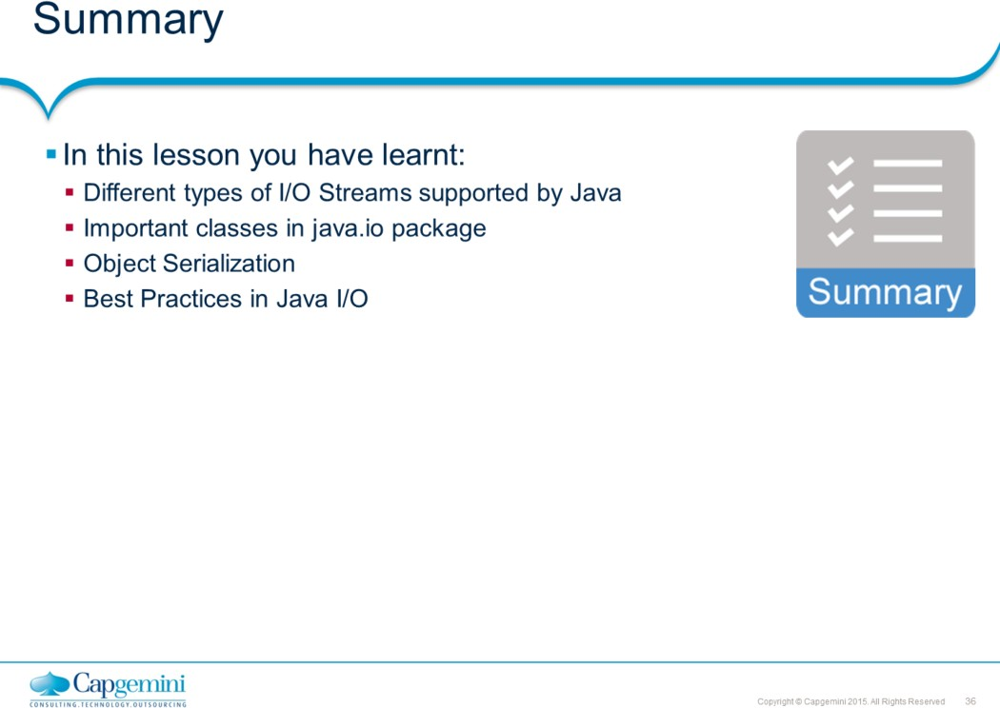 Summary
In this lesson you have learnt:
Different types of I/O Streams supported by Java
Important classes in java.io package
Object Serialization
Best Practices in Java I/O
Summary
Capgemini
CONSULTING.TECHNOLOGY.OUTSOURCING
Copyright © Capgemini 2015. All Rights Reserved 36